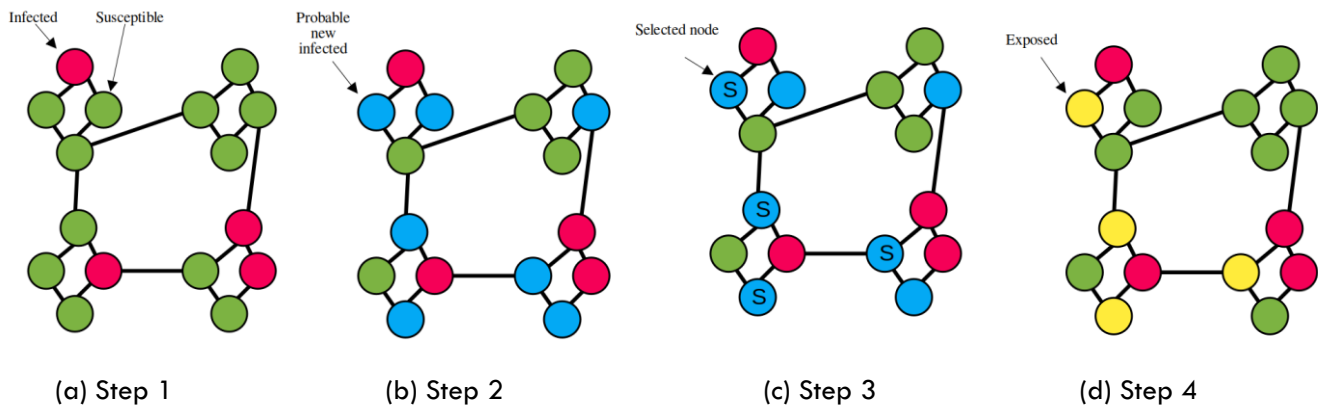 Infected
Susceptible
Probable
new
infected
Selected node
S
S
S
S
Exposed
(a) Step 1
(b) Step 2
(c) Step 3
(d) Step 4